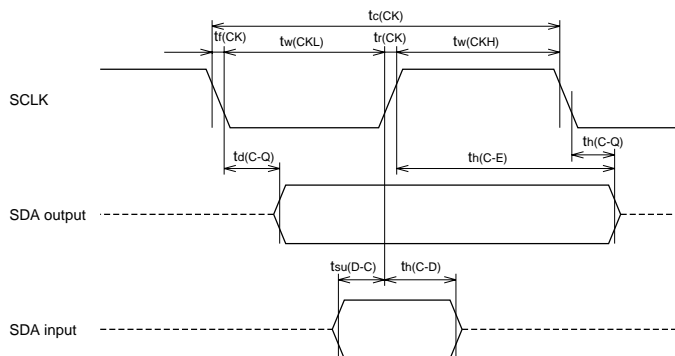 tc(CK)
tf(CK) tw(CKL) tr(CK) tw(CKH)
SCLK
td(C-Q) th(C-E) th(C-Q)
SDA output
tsu(D-C) th(C-D)
SDA input